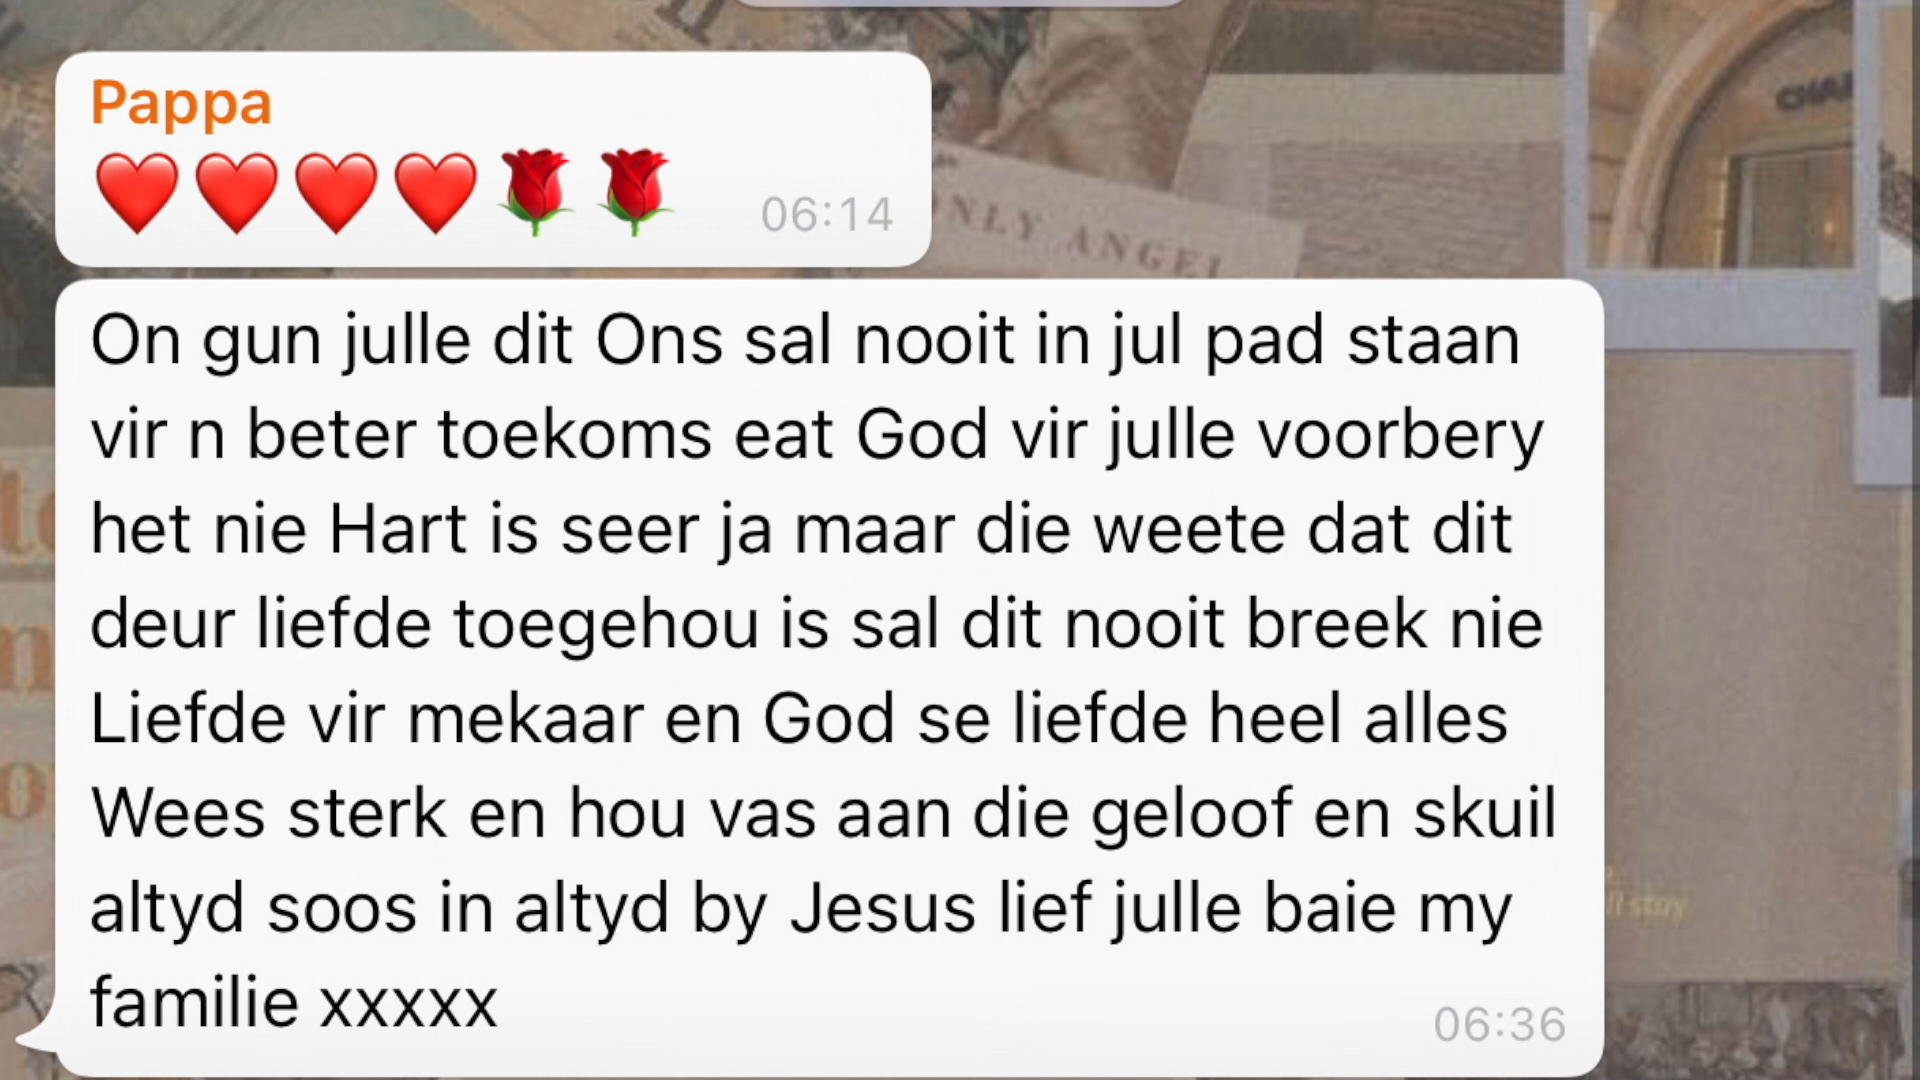 Pappa
❤️❤️❤️❤️🌹🌹
06:14
On gun julle dit Ons sal nooit in jul pad staan
vir n beter toekoms eat God vir julle voorbery
het nie Hart is seer ja maar die weete dat dit
deur liefde toegehou is sal dit nooit breek nie
Liefde vir mekaar en God se liefde heel alles
Wees sterk en hou vas aan die geloof en skuil
altyd soos in altyd by Jesus lief julle baie my
familie xxxxx
06:36
ONLY ANGEL
stay